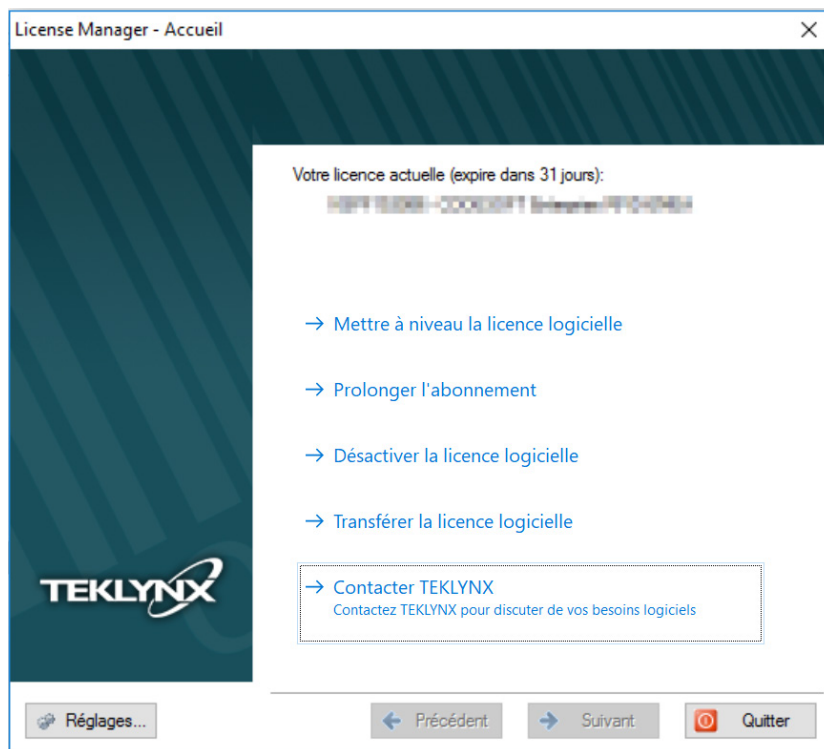 License Manager - Accueil
Votre licence actuelle (expire dans 31 jours):
Mettre à niveau la licence logicielle
Prolonger l'abonnement
Désactiver la licence logicielle
Transférer la licence logicielle
TEKLYNX
Contacter TEKLYNX
Contactez TEKLYNX pour discuter de vos besoins logiciels
Réglages...
Précédent
Suivant
Quitter